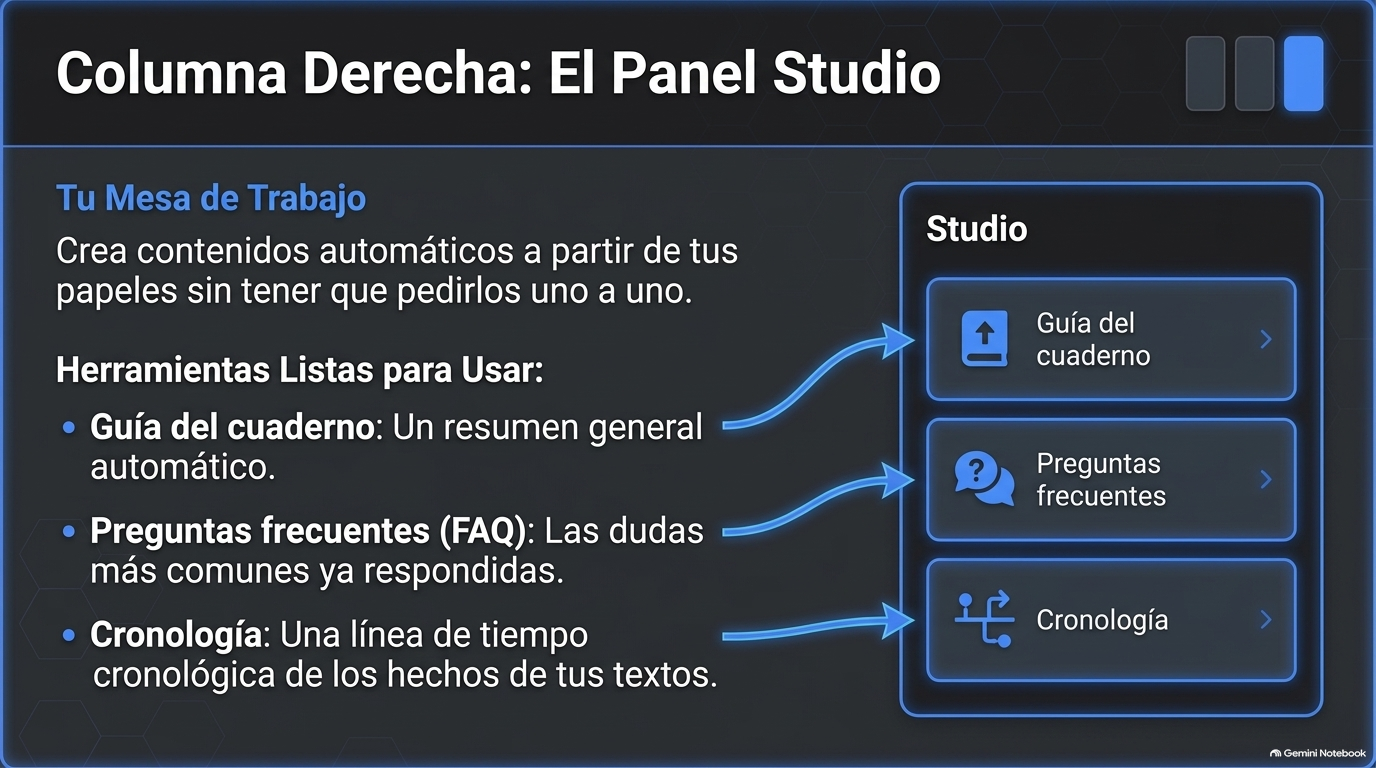 Columna Derecha: El Panel Studio
Tu Mesa de Trabajo
Crea contenidos automáticos a partir de tus
papeles sin tener que pedirlos uno a uno.
Herramientas Listas para Usar:
• Guía del cuaderno: Un resumen general
automático.
• Preguntas frecuentes (FAQ): Las dudas
más comunes ya respondidas.
• Cronología: Una línea de tiempo
cronológica de los hechos de tus textos.
Studio
Guía del
cuaderno
?
Preguntas
frecuentes
Cronología
Gemini Notebook